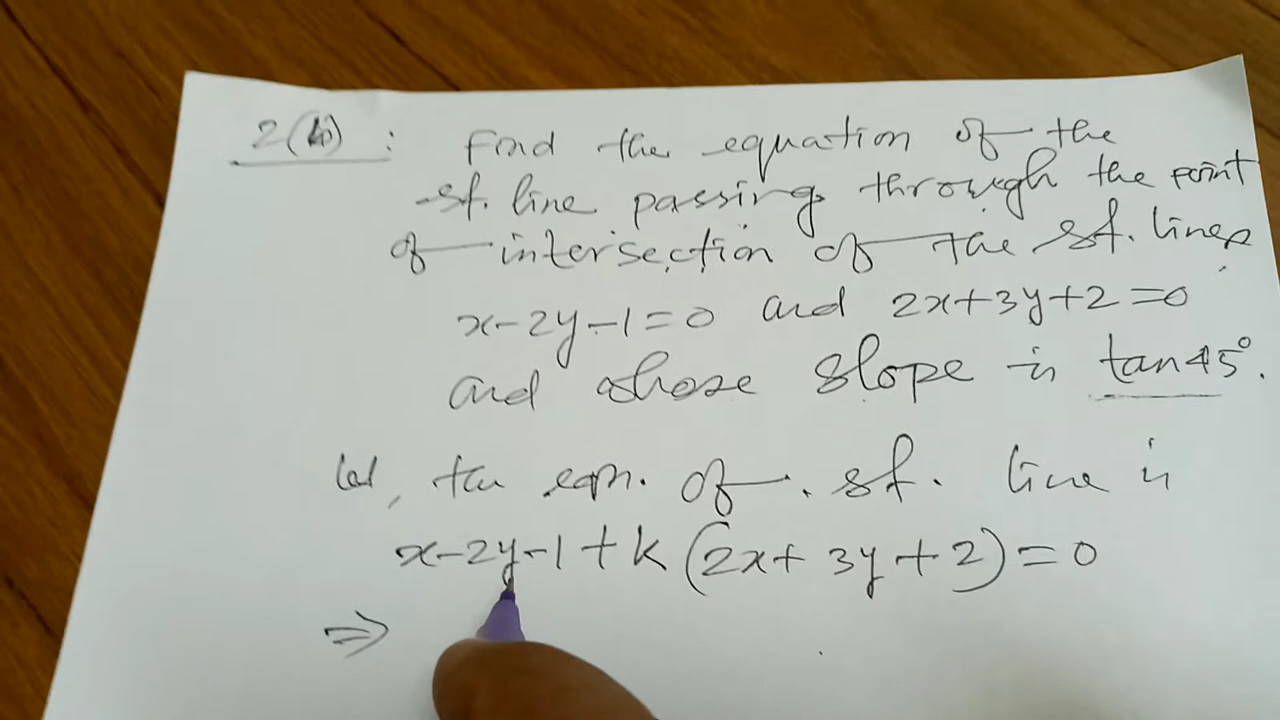 2() : Find the equation of the
st. line passing through the point
of intersection of the st. lines
x-2y-1=0 and 2x+3y+2=0
and whose slope is tan45°.
Let, the eqn. of . st. line is
x-2y-1+k(2x+3y+2)=0
⇒